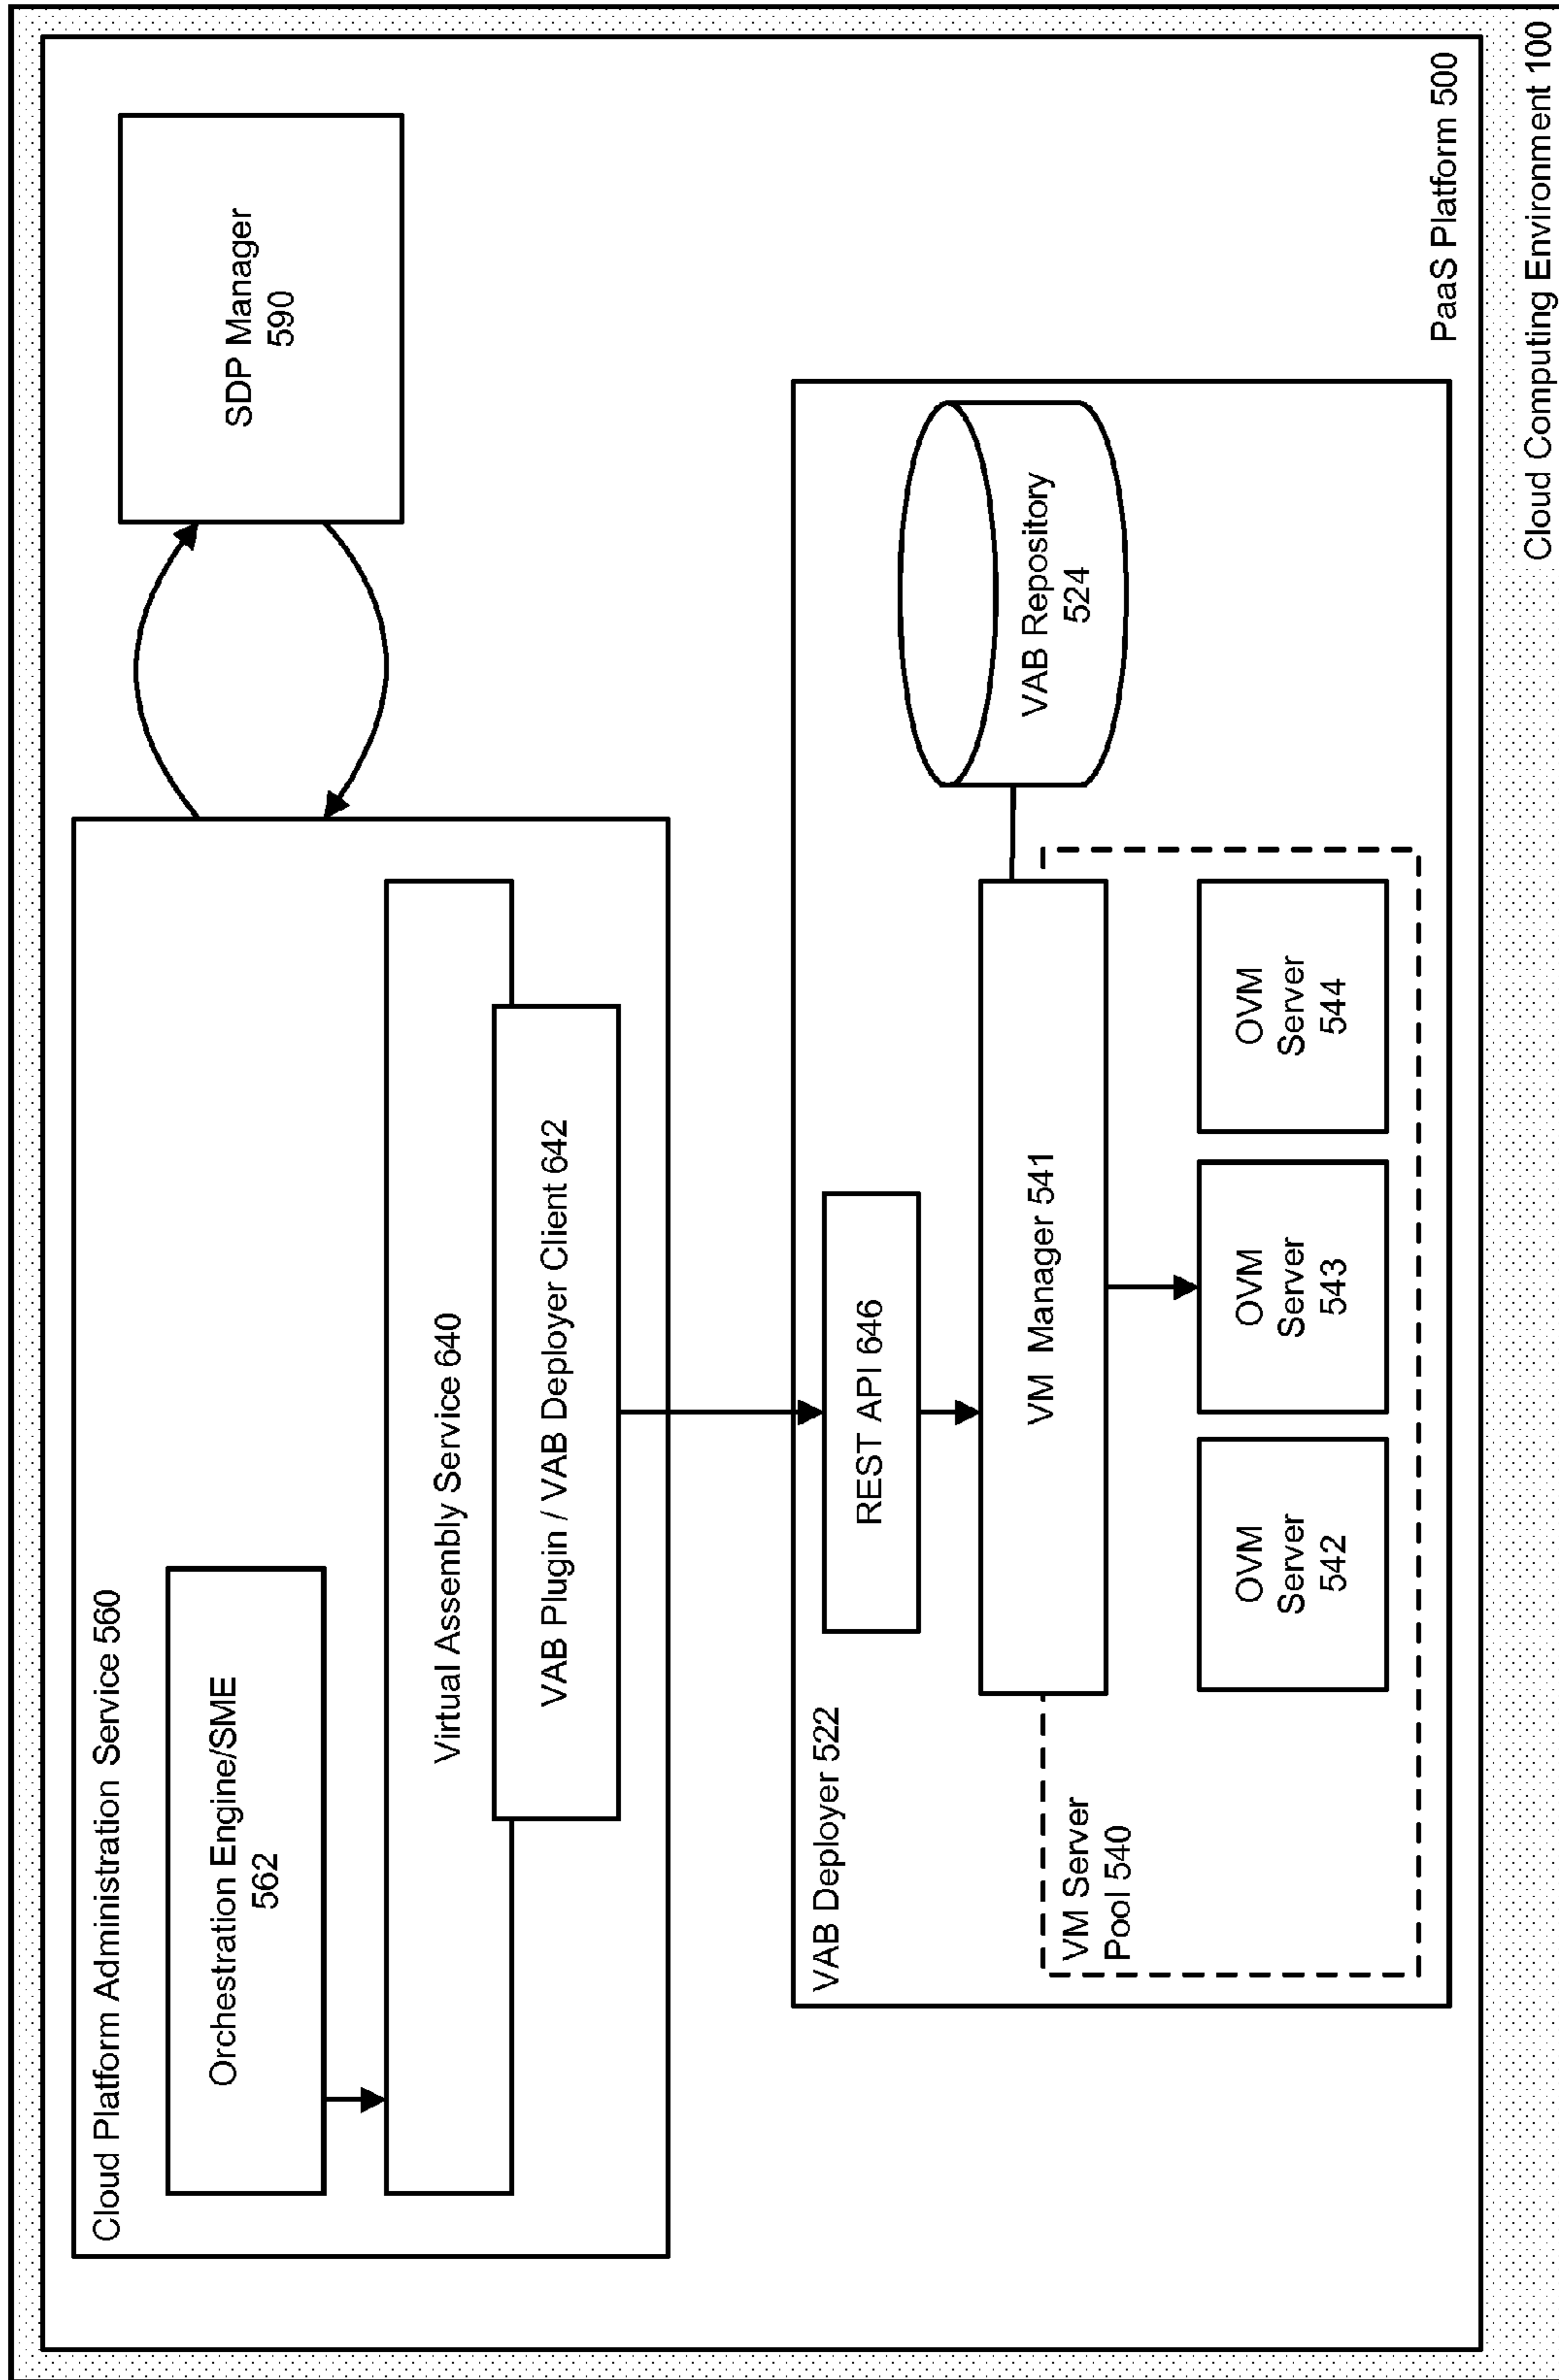 Cloud Platform Administration Service 560
Orchestration Engine/SME
562
Virtual Assembly Service 640
VAB Plugin / VAB Deployer Client 642
SDP Manager
590
VAB Deployer 522
REST API 646
VM Manager 541
VAB Repository
524
VM Server
Pool 540
OVM
Server
542
OVM
Server
543
OVM
Server
544
PaaS Platform 500
Cloud Computing Environment 100